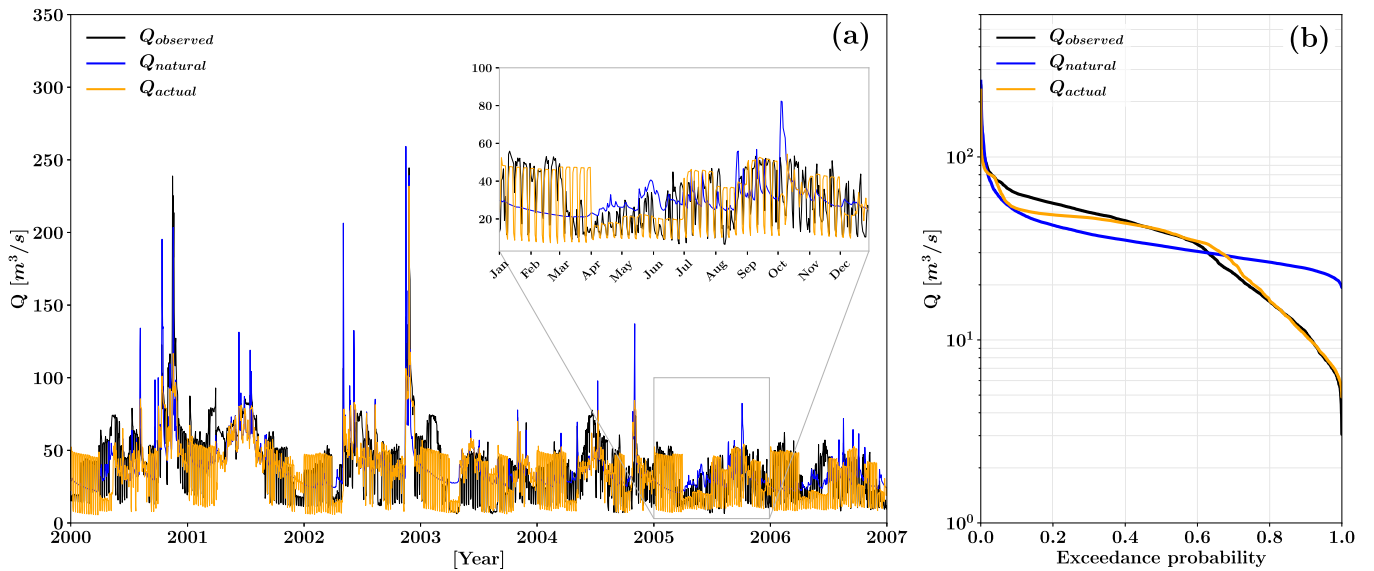 (a)
Q_observed
Q_natural
Q_actual
350
300
250
200
150
100
50
0
Q [m³/s]
2000 2001 2002 2003 2004 2005 2006 2007
[Year]
100
80
60
40
20
Jan Feb Mar Apr May Jun Jul Aug Sep Oct Nov Dec
(b)
Q_observed
Q_natural
Q_actual
10²
10¹
10⁰
Q [m³/s]
0.0 0.2 0.4 0.6 0.8 1.0
Exceedance probability